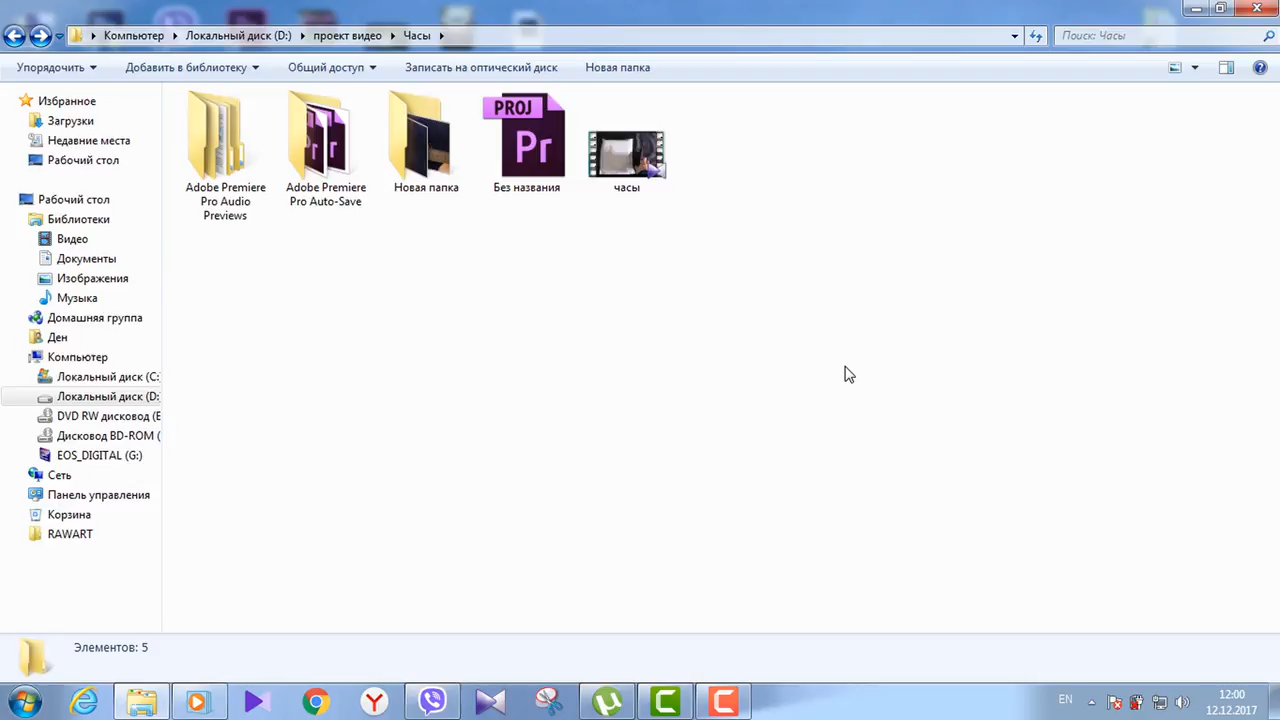 Компьютер
Локальный диск (D:)
проект видео
Часы
Поиск: Часы
Упорядочить
Добавить в библиотеку
Общий доступ
Записать на оптический диск
Новая папка
Избранное
Загрузки
Недавние места
Рабочий стол
Рабочий стол
Библиотеки
Видео
Документы
Изображения
Музыка
Домашняя группа
Ден
Компьютер
Локальный диск (C:
Локальный диск (D:
DVD RW дисковод (E
Дисковод BD-ROM (
EOS_DIGITAL (G:)
Сеть
Панель управления
Корзина
RAWART
Adobe Premiere
Pro Audio
Previews
Adobe Premiere
Pro Auto-Save
Новая папка
PROJ
Pr
Без названия
часы
Элементов: 5
EN
12:00
12.12.2017